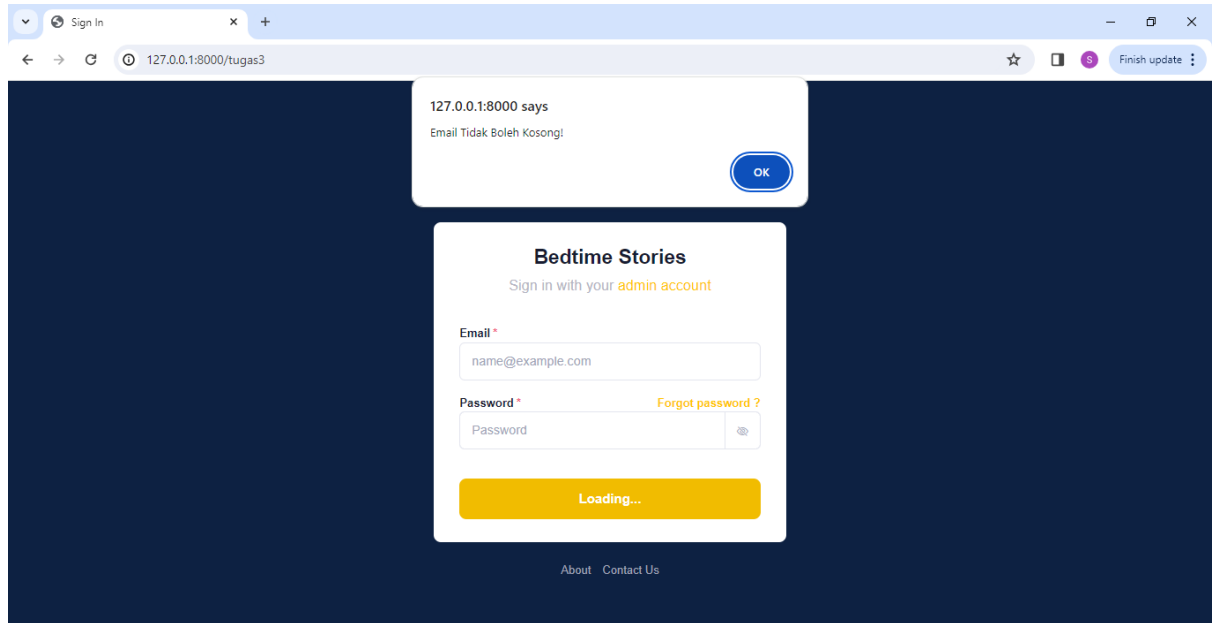 Sign In
127.0.0.1:8000/tugas3
S
Finish update
127.0.0.1:8000 says
Email Tidak Boleh Kosong!
OK
Bedtime Stories
Sign in with your admin account
Email *
name@example.com
Password * Forgot password ?
Password
Loading...
About Contact Us